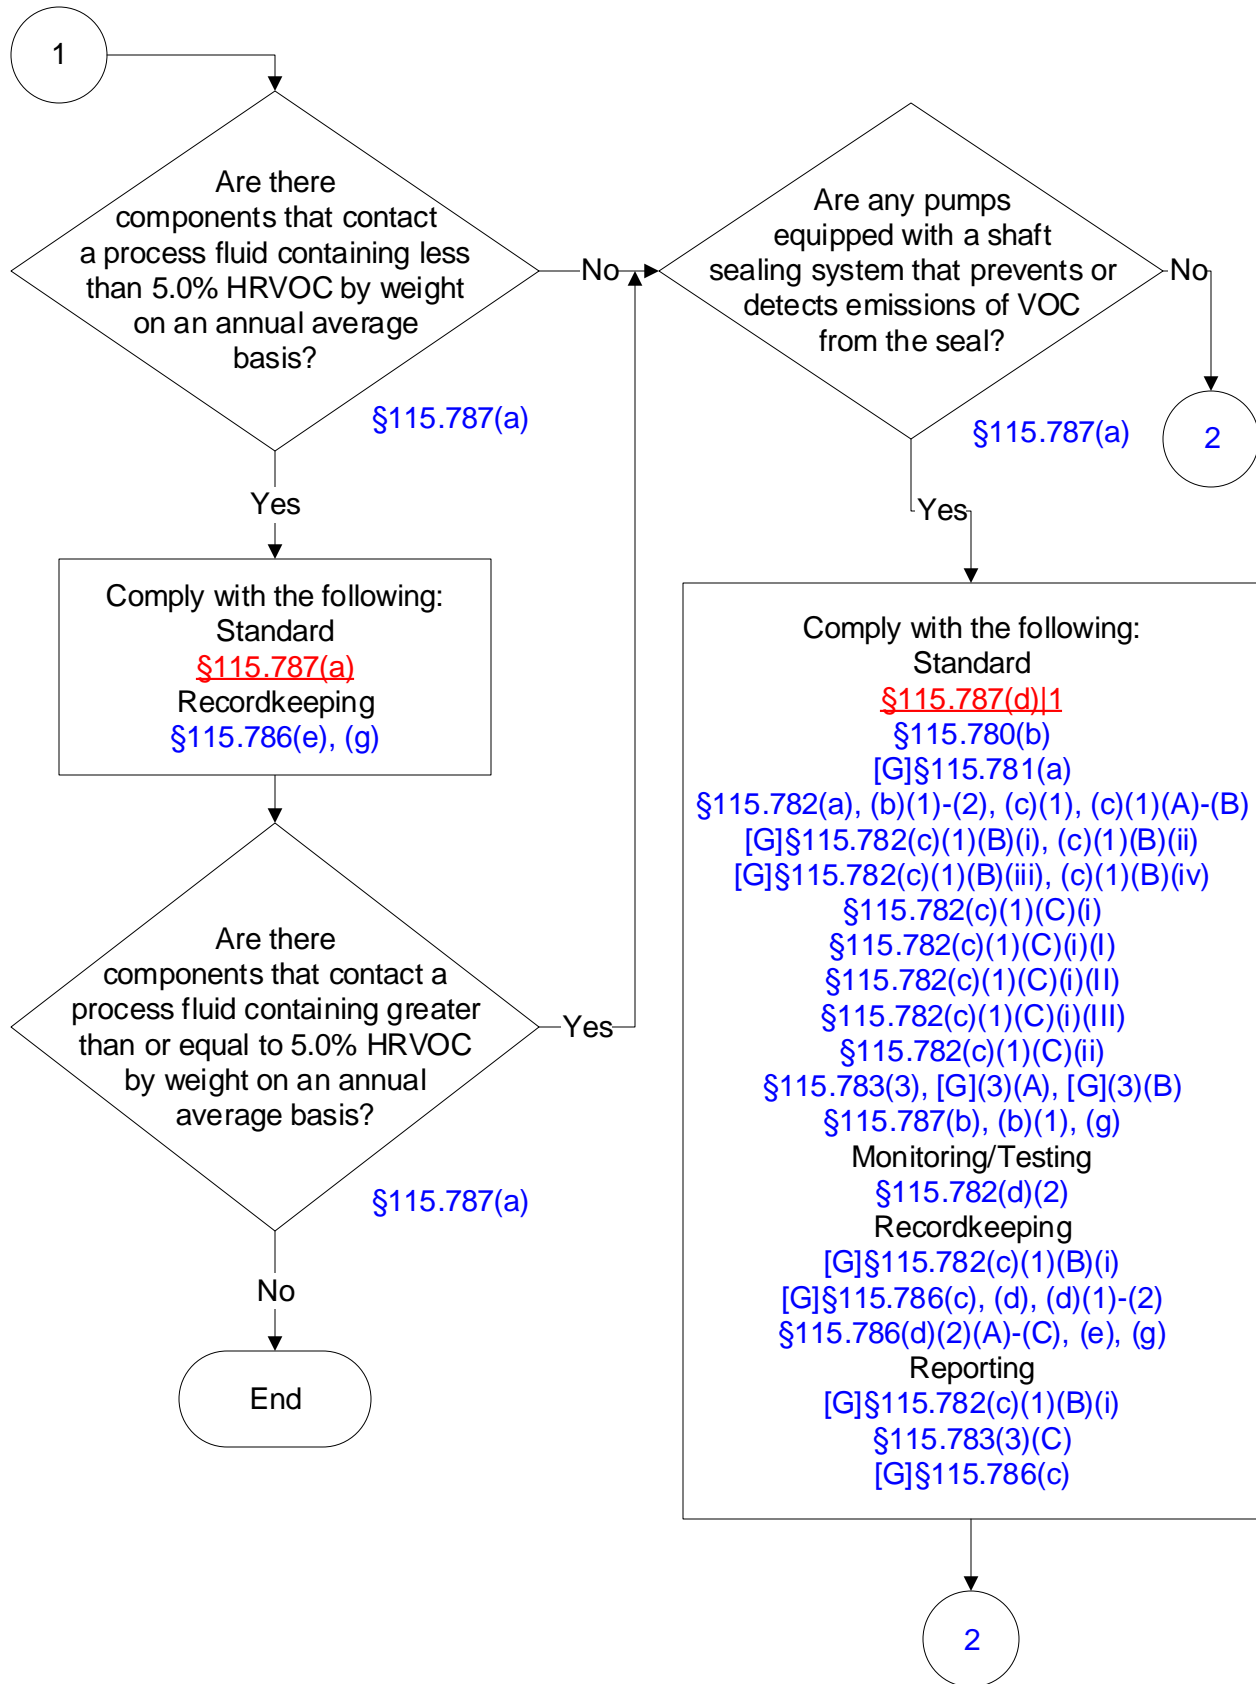 1
Are there
components that contact
a process fluid containing less
than 5.0% HRVOC by weight
on an annual average
basis?
§115.787(a)
No
Yes
Comply with the following:
Standard
§115.787(a)
Recordkeeping
§115.786(e), (g)
Are there
components that contact a
process fluid containing greater
than or equal to 5.0% HRVOC
by weight on an annual
average basis?
§115.787(a)
Yes
No
End
Are any pumps
equipped with a shaft
sealing system that prevents or
detects emissions of VOC
from the seal?
§115.787(a)
No
2
Yes
Comply with the following:
Standard
§115.787(d)|1
§115.780(b)
[G]§115.781(a)
§115.782(a), (b)(1)-(2), (c)(1), (c)(1)(A)-(B)
[G]§115.782(c)(1)(B)(i), (c)(1)(B)(ii)
[G]§115.782(c)(1)(B)(iii), (c)(1)(B)(iv)
§115.782(c)(1)(C)(i)
§115.782(c)(1)(C)(i)(I)
§115.782(c)(1)(C)(i)(II)
§115.782(c)(1)(C)(i)(III)
§115.782(c)(1)(C)(ii)
§115.783(3), [G](3)(A), [G](3)(B)
§115.787(b), (b)(1), (g)
Monitoring/Testing
§115.782(d)(2)
Recordkeeping
[G]§115.782(c)(1)(B)(i)
[G]§115.786(c), (d), (d)(1)-(2)
§115.786(d)(2)(A)-(C), (e), (g)
Reporting
[G]§115.782(c)(1)(B)(i)
§115.783(3)(C)
[G]§115.786(c)
2